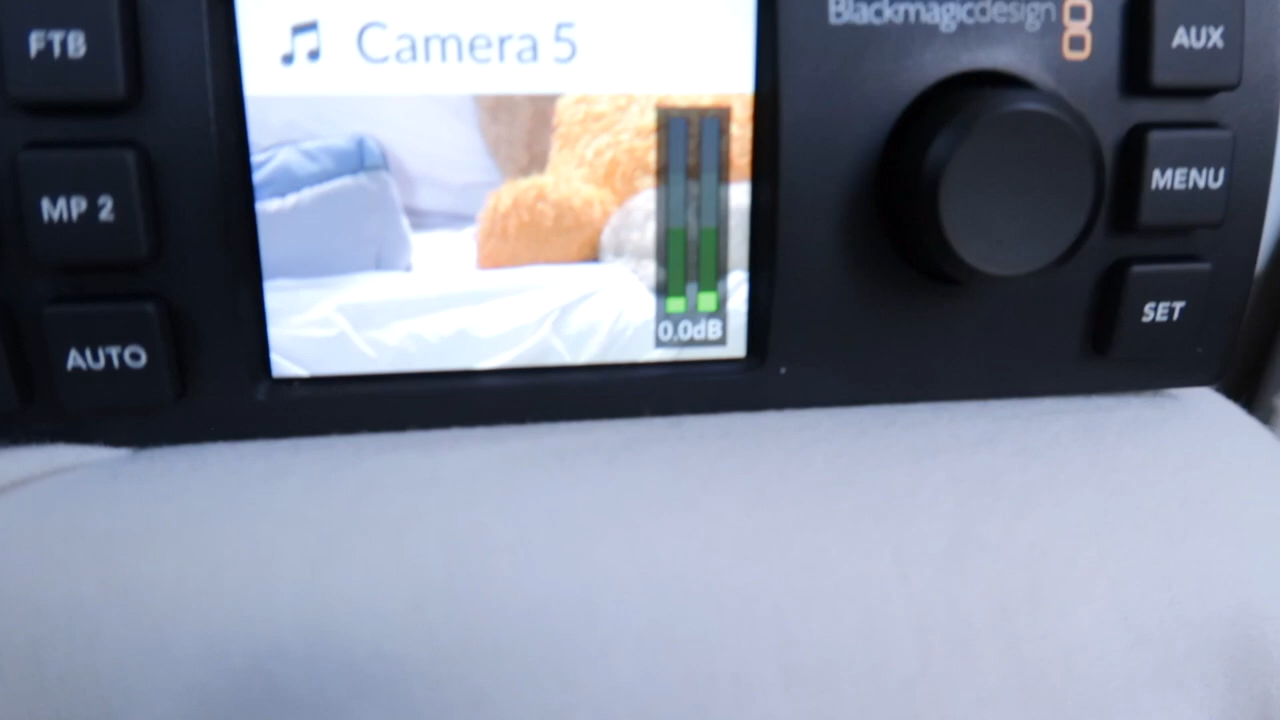 FTB
MP 2
AUTO
Camera 5
0.0dB
Blackmagicdesign
AUX
MENU
SET